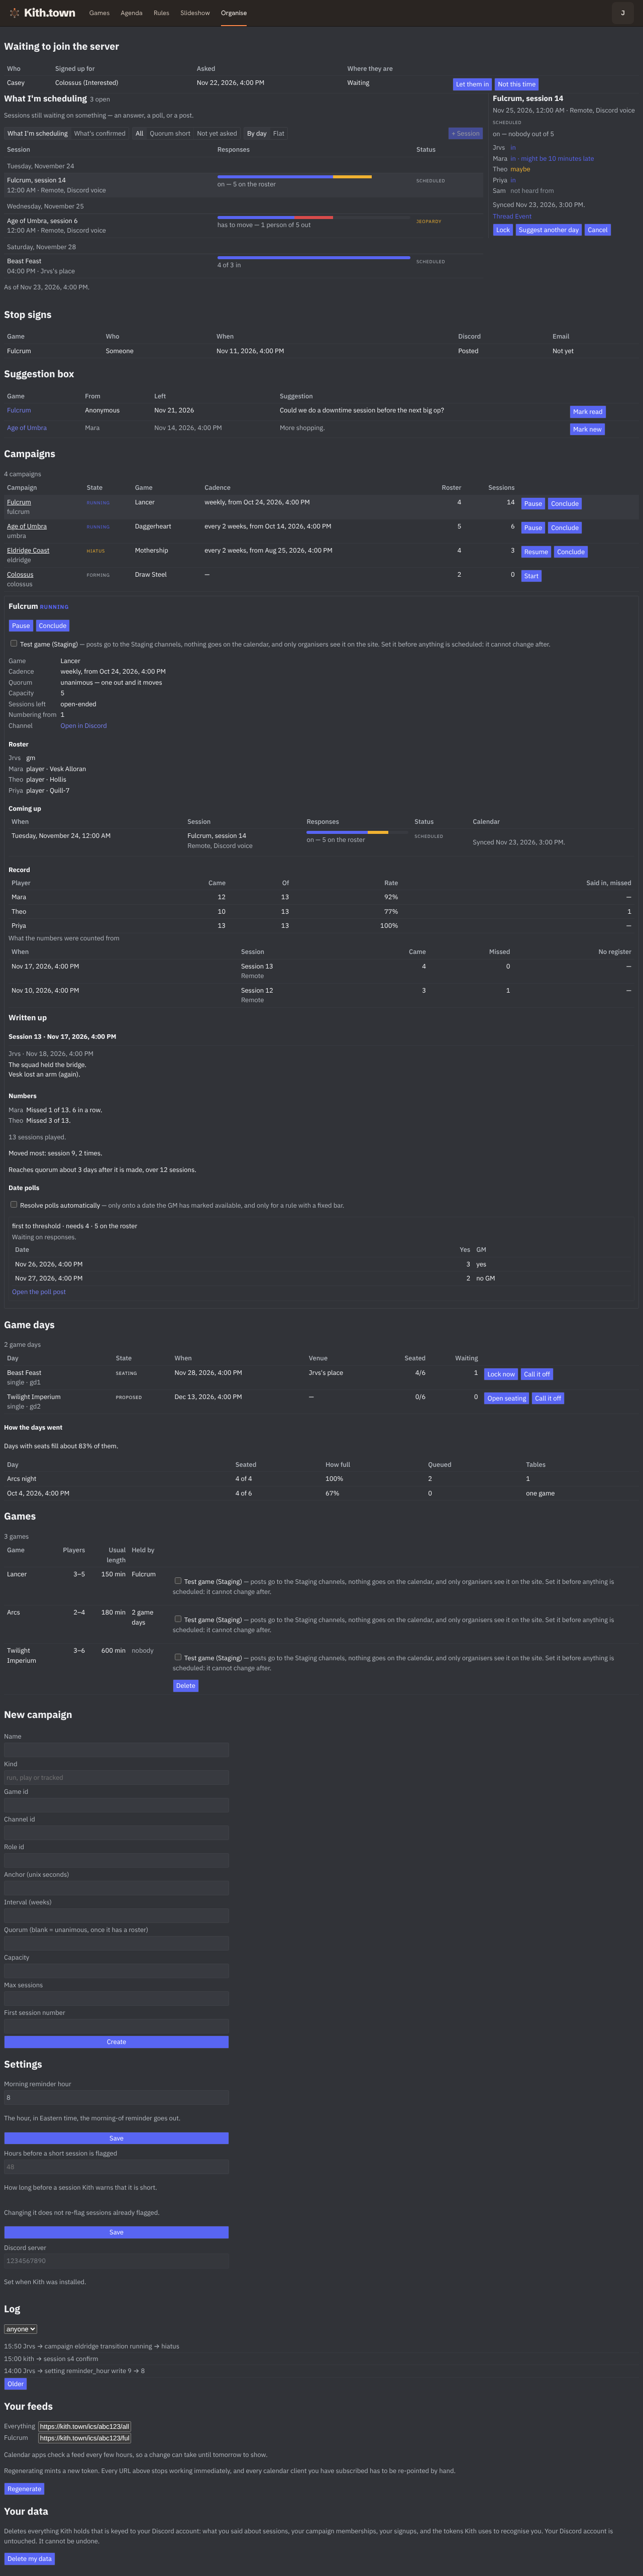 Kith.town Games Agenda Rules Slideshow Organise J
Waiting to join the server
Who Signed up for Asked Where they are
Casey Colossus (Interested) Nov 22, 2026, 4:00 PM Waiting Let them in Not this time
What I'm scheduling 3 open
Sessions still waiting on something — an answer, a poll, or a post.
What I'm scheduling What's confirmed All Quorum short Not yet asked By day Flat + Session
Session Responses Status
Tuesday, November 24
Fulcrum, session 14
12:00 AM · Remote, Discord voice
on — 5 on the roster
SCHEDULED
Wednesday, November 25
Age of Umbra, session 6
12:00 AM · Remote, Discord voice
has to move — 1 person of 5 out
JEOPARDY
Saturday, November 28
Beast Feast
04:00 PM · Jrvs's place
4 of 3 in
SCHEDULED
As of Nov 23, 2026, 4:00 PM.
Fulcrum, session 14
Nov 25, 2026, 12:00 AM · Remote, Discord voice
SCHEDULED
on — nobody out of 5
Jrvs in
Mara in · might be 10 minutes late
Theo maybe
Priya in
Sam not heard from
Synced Nov 23, 2026, 3:00 PM.
Thread Event
Lock Suggest another day Cancel
Stop signs
Game Who When Discord Email
Fulcrum Someone Nov 11, 2026, 4:00 PM Posted Not yet
Suggestion box
Game From Left Suggestion
Fulcrum Anonymous Nov 21, 2026 Could we do a downtime session before the next big op? Mark read
Age of Umbra Mara Nov 14, 2026, 4:00 PM More shopping. Mark new
Campaigns
4 campaigns
Campaign State Game Cadence Roster Sessions
Fulcrum RUNNING Lancer weekly, from Oct 24, 2026, 4:00 PM 4 14 Pause Conclude
fulcrum
Age of Umbra RUNNING Daggerheart every 2 weeks, from Oct 14, 2026, 4:00 PM 5 6 Pause Conclude
umbra
Eldridge Coast HIATUS Mothership every 2 weeks, from Aug 25, 2026, 4:00 PM 4 3 Resume Conclude
eldridge
Colossus FORMING Draw Steel — 2 0 Start
colossus
Fulcrum RUNNING
Pause Conclude
Test game (Staging) — posts go to the Staging channels, nothing goes on the calendar, and only organisers see it on the site. Set it before anything is scheduled: it cannot change after.
Game Lancer
Cadence weekly, from Oct 24, 2026, 4:00 PM
Quorum unanimous — one out and it moves
Capacity 5
Sessions left open-ended
Numbering from 1
Channel Open in Discord
Roster
Jrvs gm
Mara player · Vesk Alloran
Theo player · Hollis
Priya player · Quill-7
Coming up
When Session Responses Status Calendar
Tuesday, November 24, 12:00 AM Fulcrum, session 14 SCHEDULED
Remote, Discord voice on — 5 on the roster Synced Nov 23, 2026, 3:00 PM.
Record
Player Came Of Rate Said in, missed
Mara 12 13 92% —
Theo 10 13 77% 1
Priya 13 13 100% —
What the numbers were counted from
When Session Came Missed No register
Nov 17, 2026, 4:00 PM Session 13 4 0 —
Remote
Nov 10, 2026, 4:00 PM Session 12 3 1 —
Remote
Written up
Session 13 · Nov 17, 2026, 4:00 PM
Jrvs · Nov 18, 2026, 4:00 PM
The squad held the bridge.
Vesk lost an arm (again).
Numbers
Mara Missed 1 of 13. 6 in a row.
Theo Missed 3 of 13.
13 sessions played.
Moved most: session 9, 2 times.
Reaches quorum about 3 days after it is made, over 12 sessions.
Date polls
Resolve polls automatically — only onto a date the GM has marked available, and only for a rule with a fixed bar.
first to threshold · needs 4 · 5 on the roster
Waiting on responses.
Date Yes GM
Nov 26, 2026, 4:00 PM 3 yes
Nov 27, 2026, 4:00 PM 2 no GM
Open the poll post
Game days
2 game days
Day State When Venue Seated Waiting
Beast Feast SEATING Nov 28, 2026, 4:00 PM Jrvs's place 4/6 1 Lock now Call it off
single · gd1
Twilight Imperium PROPOSED Dec 13, 2026, 4:00 PM — 0/6 0 Open seating Call it off
single · gd2
How the days went
Days with seats fill about 83% of them.
Day Seated How full Queued Tables
Arcs night 4 of 4 100% 2 1
Oct 4, 2026, 4:00 PM 4 of 6 67% 0 one game
Games
3 games
Game Players Usual length Held by
Lancer 3–5 150 min Fulcrum
Test game (Staging) — posts go to the Staging channels, nothing goes on the calendar, and only organisers see it on the site. Set it before anything is
scheduled: it cannot change after.
Arcs 2–4 180 min 2 game days
Test game (Staging) — posts go to the Staging channels, nothing goes on the calendar, and only organisers see it on the site. Set it before anything is
scheduled: it cannot change after.
Twilight Imperium 3–6 600 min nobody
Test game (Staging) — posts go to the Staging channels, nothing goes on the calendar, and only organisers see it on the site. Set it before anything is
scheduled: it cannot change after.
Delete
New campaign
Name
Kind
run, play or tracked
Game id
Channel id
Role id
Anchor (unix seconds)
Interval (weeks)
Quorum (blank = unanimous, once it has a roster)
Capacity
Max sessions
First session number
Create
Settings
Morning reminder hour
8
The hour, in Eastern time, the morning-of reminder goes out.
Save
Hours before a short session is flagged
48
How long before a session Kith warns that it is short.
Changing it does not re-flag sessions already flagged.
Save
Discord server
1234567890
Set when Kith was installed.
Log
anyone
15:50 Jrvs → campaign eldridge transition running → hiatus
15:00 kith → session s4 confirm
14:00 Jrvs → setting reminder_hour write 9 → 8
Older
Your feeds
Everything https://kith.town/ics/abc123/all
Fulcrum https://kith.town/ics/abc123/ful
Calendar apps check a feed every few hours, so a change can take until tomorrow to show.
Regenerating mints a new token. Every URL above stops working immediately, and every calendar client you have subscribed has to be re-pointed by hand.
Regenerate
Your data
Deletes everything Kith holds that is keyed to your Discord account: what you said about sessions, your campaign memberships, your signups, and the tokens Kith uses to recognise you. Your Discord account is
untouched. It cannot be undone.
Delete my data